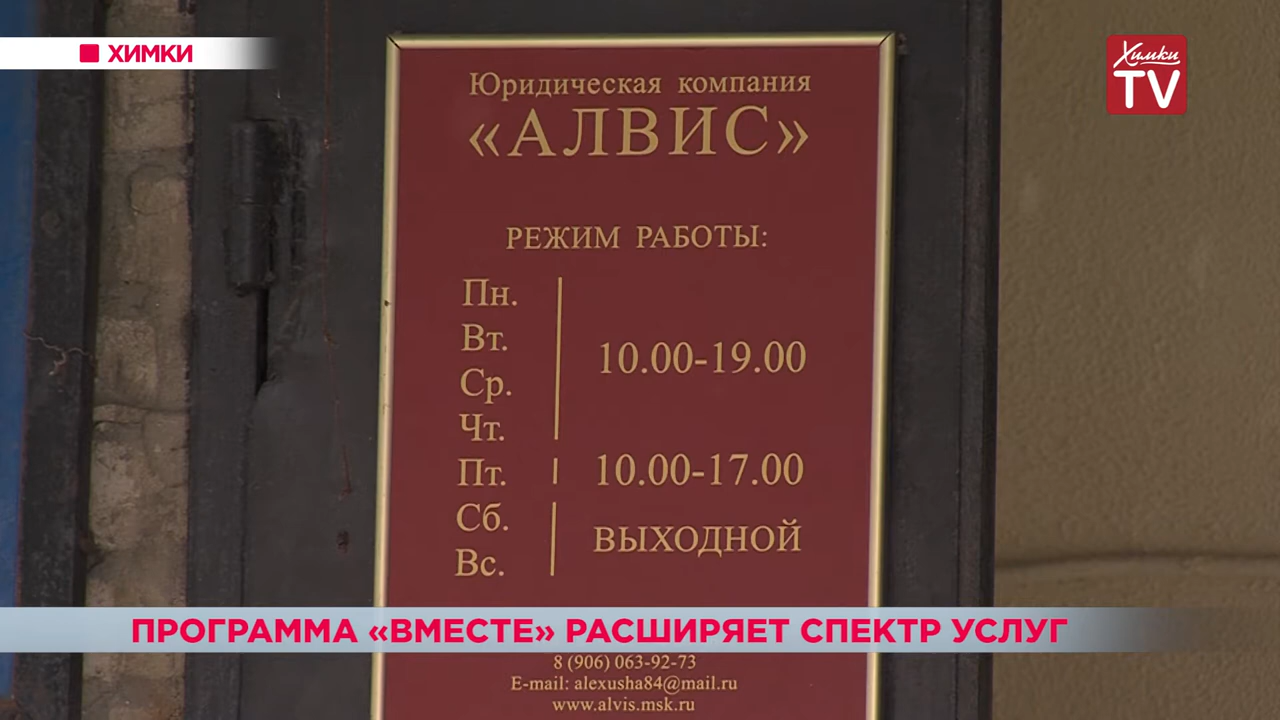 ХИМКИ
Химки
TV
Юридическая компания
«АЛВИС»
РЕЖИМ РАБОТЫ:
Пн.
Вт.
Ср.
Чт.
10.00-19.00
Пт.
10.00-17.00
Сб.
Вс.
ВЫХОДНОЙ
ПРОГРАММА «ВМЕСТЕ» РАСШИРЯЕТ СПЕКТР УСЛУГ
8 (906) 063-92-73
E-mail: alexusha84@mail.ru
www.alvis.msk.ru